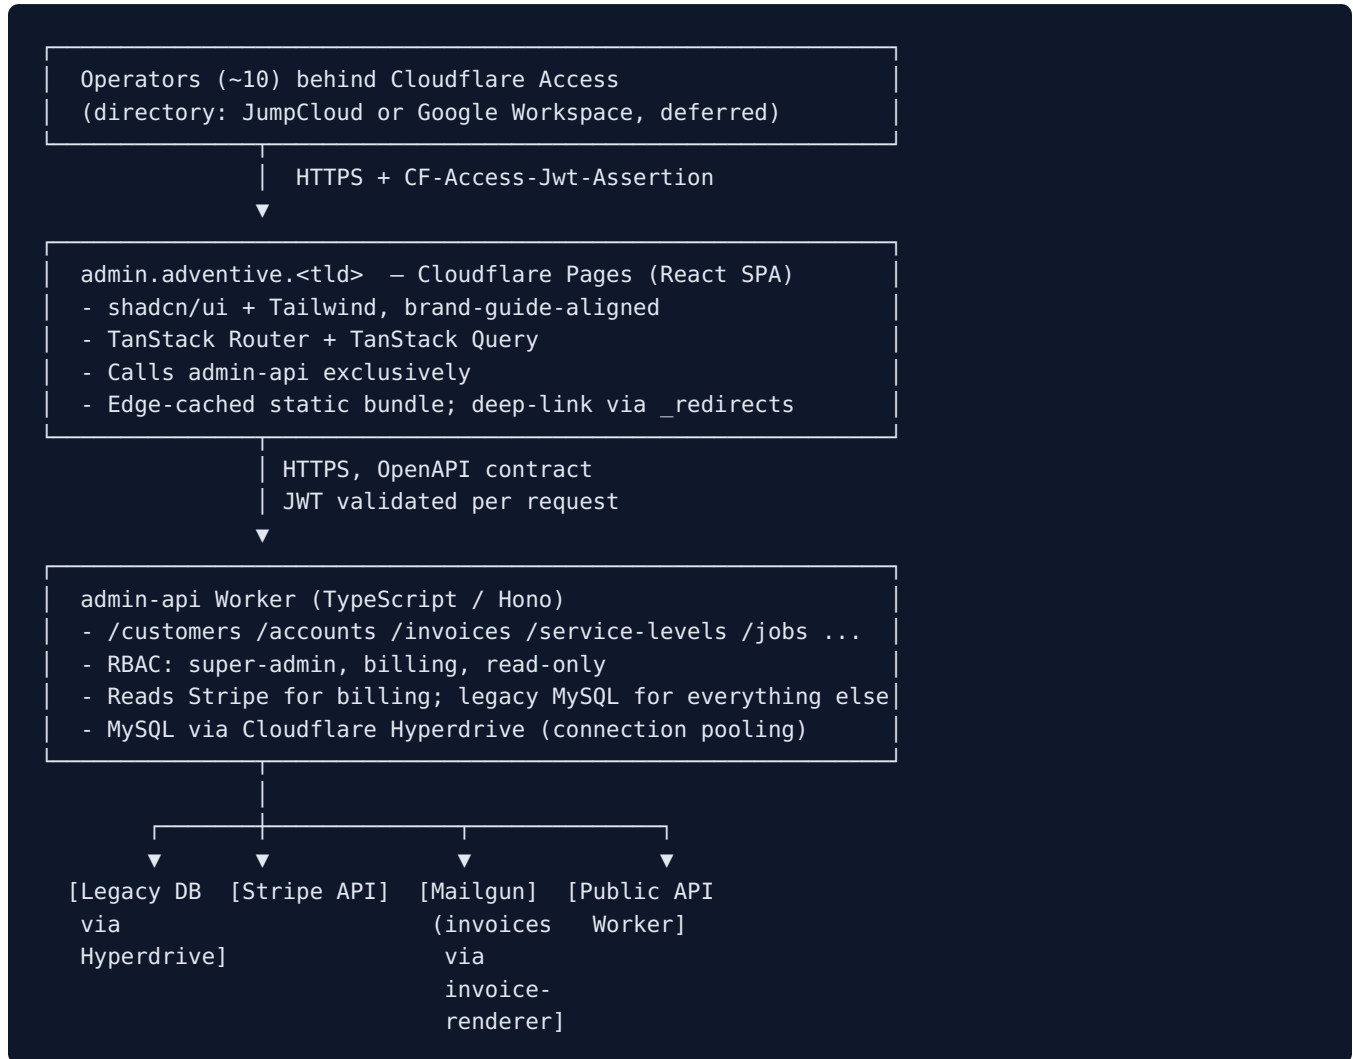 Operators (~10) behind Cloudflare Access
(directory: JumpCloud or Google Workspace, deferred)
HTTPS + CF-Access-Jwt-Assertion
admin.adventive.<tld> — Cloudflare Pages (React SPA)
- shadcn/ui + Tailwind, brand-guide-aligned
- TanStack Router + TanStack Query
- Calls admin-api exclusively
- Edge-cached static bundle; deep-link via _redirects
HTTPS, OpenAPI contract
JWT validated per request
admin-api Worker (TypeScript / Hono)
- /customers /accounts /invoices /service-levels /jobs ...
- RBAC: super-admin, billing, read-only
- Reads Stripe for billing; legacy MySQL for everything else
- MySQL via Cloudflare Hyperdrive (connection pooling)
[Legacy DB [Stripe API] [Mailgun] [Public API
via (invoices Worker]
Hyperdrive] via
invoice-
renderer]